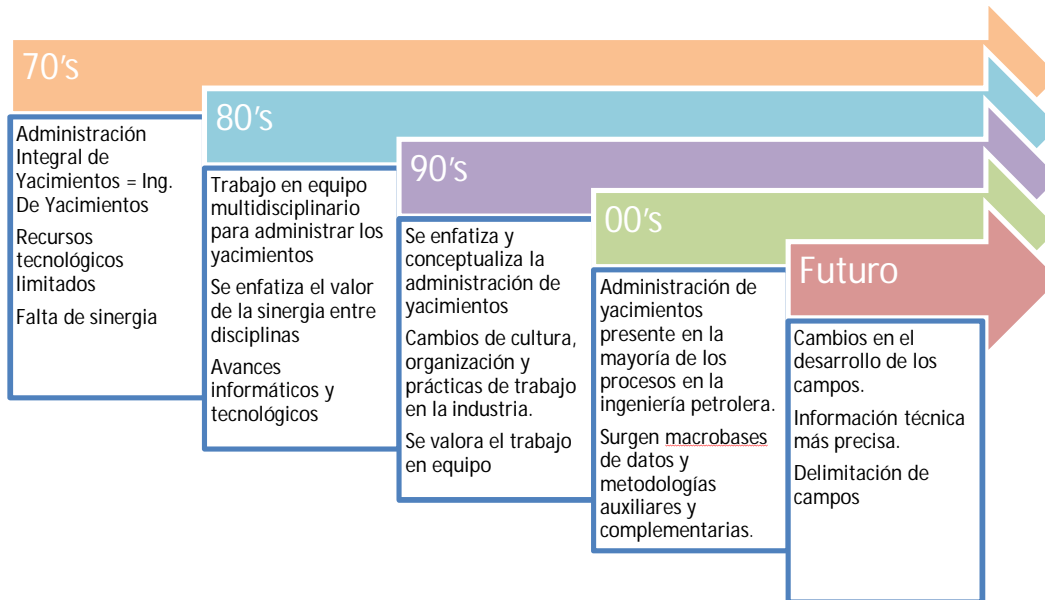 70's
Administración
Integral de
Yacimientos = Ing.
De Yacimientos
Recursos
tecnológicos
limitados
Falta de sinergia
80's
Trabajo en equipo
multidisciplinario
para administrar los
yacimientos
Se enfatiza el valor
de la sinergia entre
disciplinas
Avances
informáticos y
tecnológicos
90's
Se enfatiza y
conceptualiza la
administración de
yacimientos
Cambios de cultura,
organización y
prácticas de trabajo
en la industria.
Se valora el trabajo
en equipo
00's
Administración de
yacimientos
presente en la
mayoría de los
procesos en la
ingeniería petrolera.
Surgen macrobases
de datos y
metodologías
auxiliares y
complementarias.
Futuro
Cambios en el
desarrollo de los
campos.
Información técnica
más precisa.
Delimitación de
campos